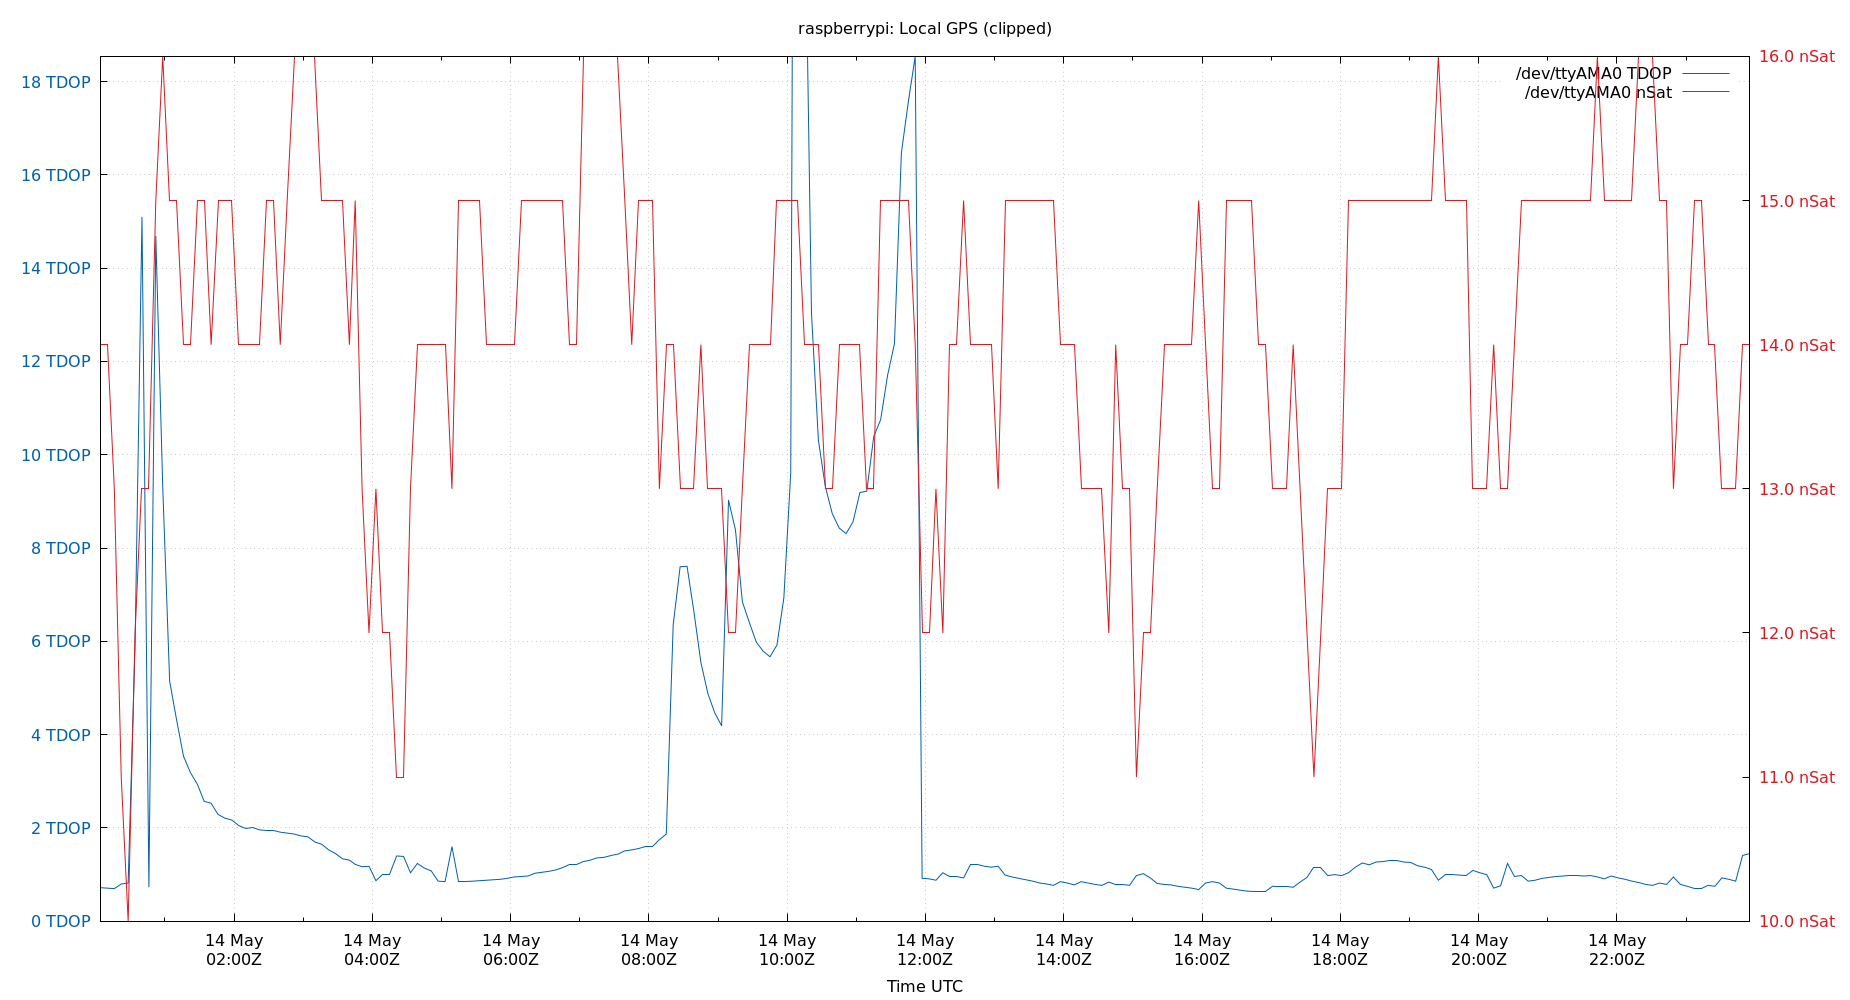 raspberrypi: Local GPS (clipped)
18 TDOP
16 TDOP
14 TDOP
12 TDOP
10 TDOP
8 TDOP
6 TDOP
4 TDOP
2 TDOP
0 TDOP
16.0 nSat
15.0 nSat
14.0 nSat
13.0 nSat
12.0 nSat
11.0 nSat
10.0 nSat
/dev/ttyAMA0 TDOP
/dev/ttyAMA0 nSat
14 May
02:00Z
14 May
04:00Z
14 May
06:00Z
14 May
08:00Z
14 May
10:00Z
14 May
12:00Z
14 May
14:00Z
14 May
16:00Z
14 May
18:00Z
14 May
20:00Z
14 May
22:00Z
Time UTC